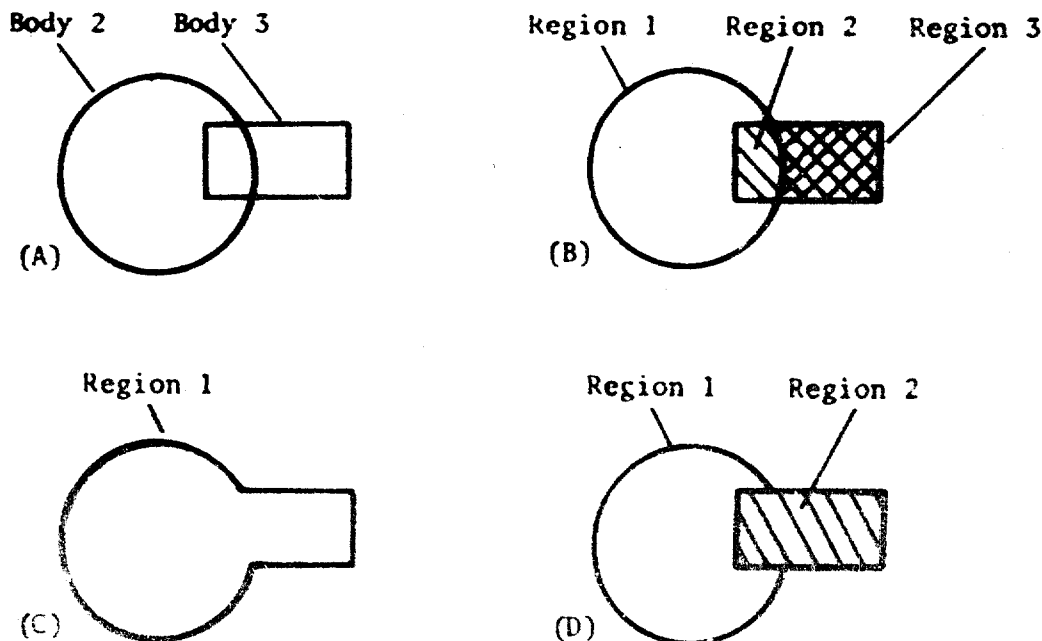 Body 2 Body 3
Region 1 Region 2 Region 3
(A)
(B)
Region 1
Region 1 Region 2
(C)
(D)